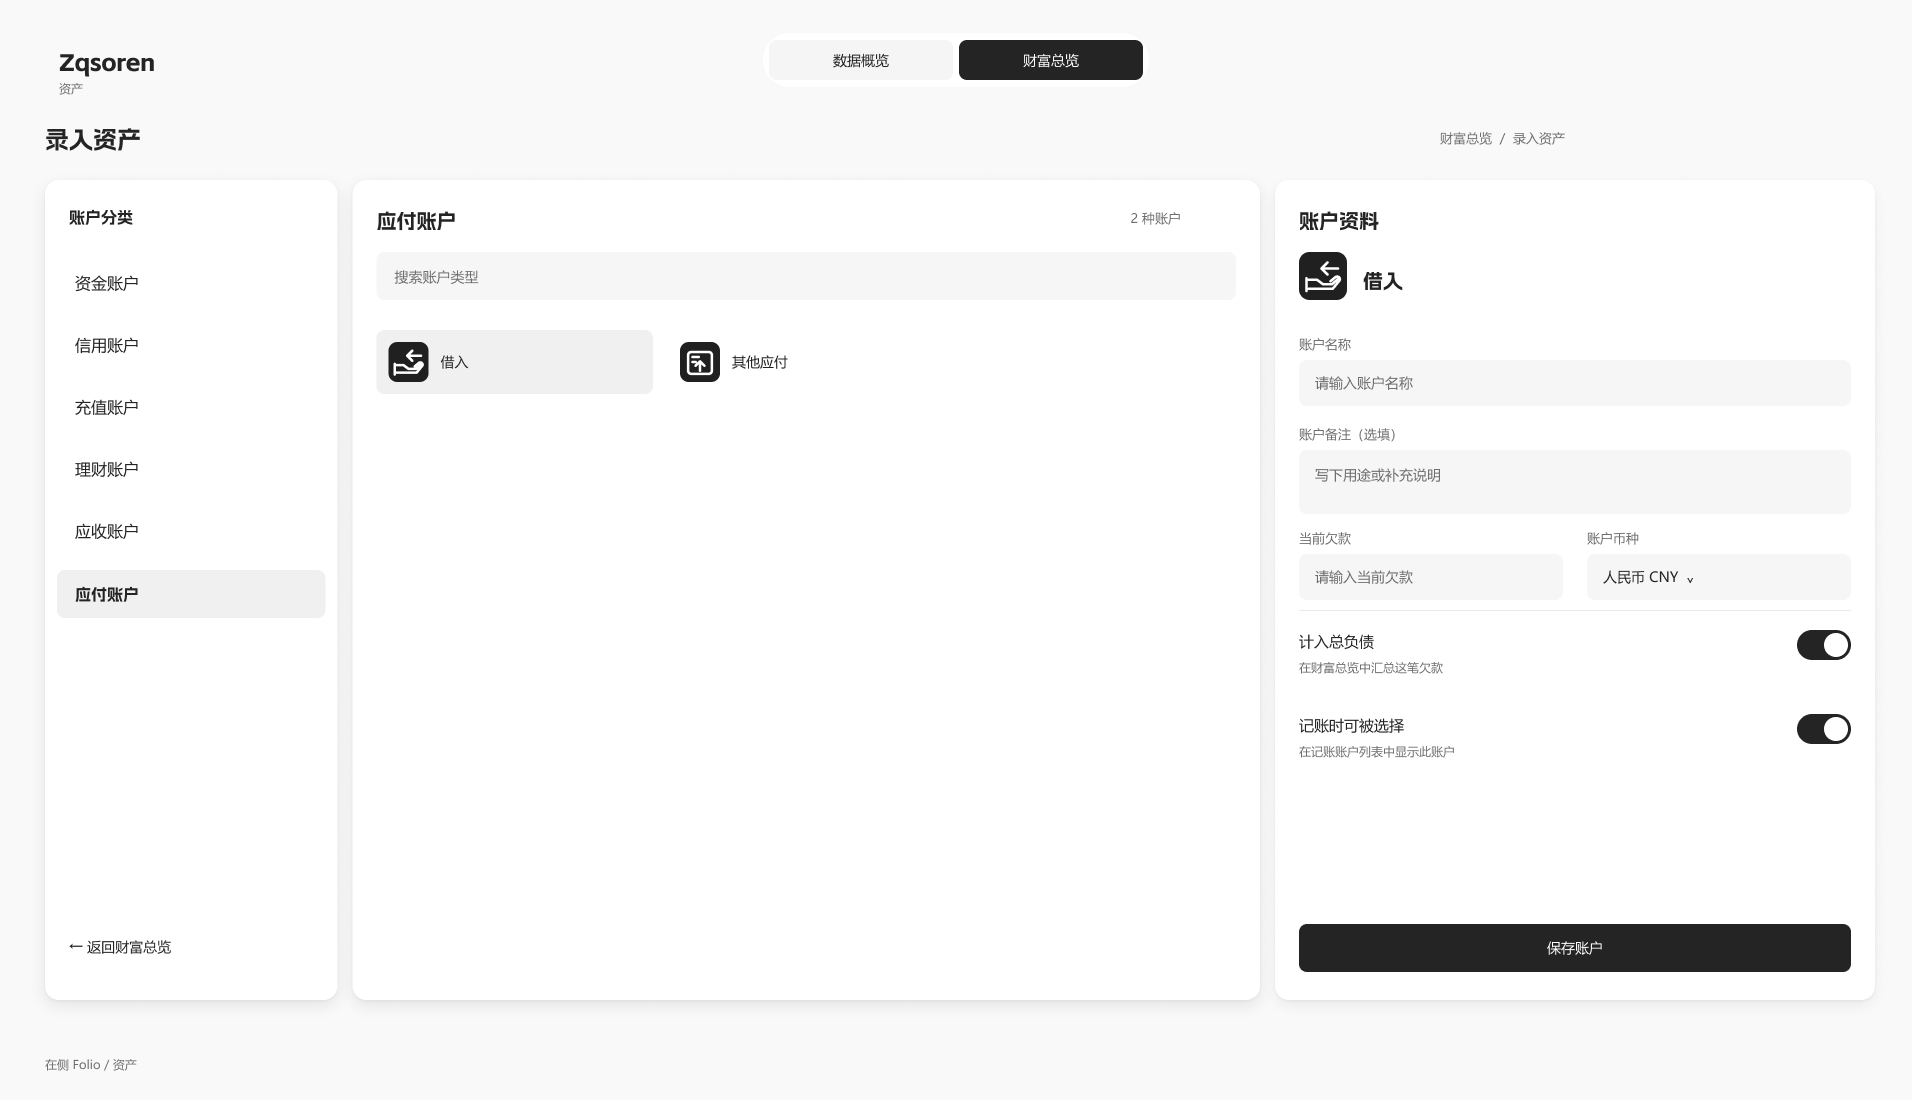 Zqsoren
资产
数据概览
财富总览
录入资产
财富总览 / 录入资产
账户分类
资金账户
信用账户
充值账户
理财账户
应收账户
应付账户
← 返回财富总览
应付账户
2 种账户
搜索账户类型
借入
其他应付
账户资料
借入
账户名称
请输入账户名称
账户备注（选填）
写下用途或补充说明
当前欠款
账户币种
请输入当前欠款
人民币 CNY
计入总负债
在财富总览中汇总这笔欠款
记账时可被选择
在记账账户列表中显示此账户
保存账户
在侧 Folio / 资产